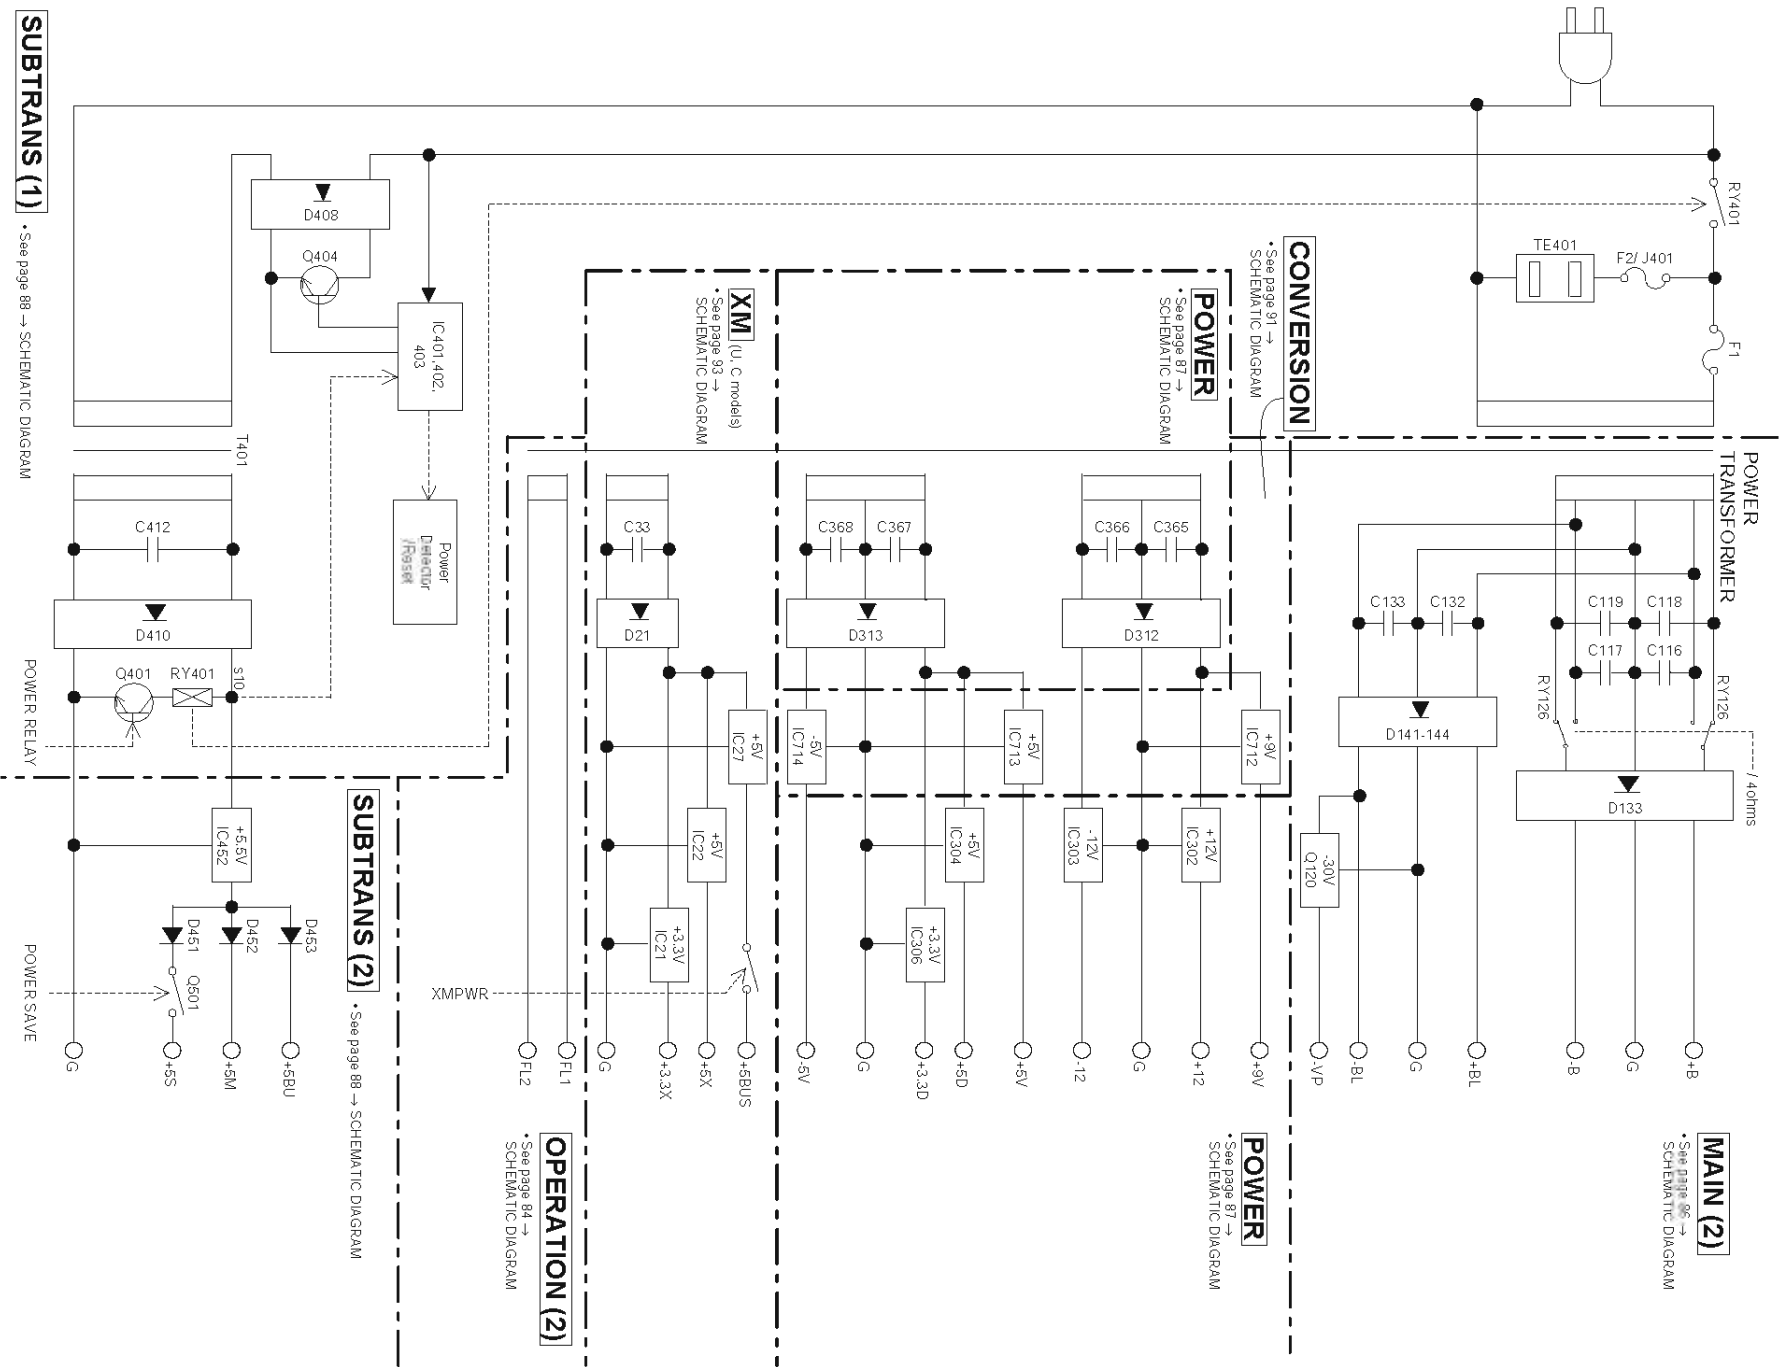 SUBTRANS (1)
• See page 88 → SCHEMATIC DIAGRAM
D408
Q404
IC401,402,
403
Power
T401
C412
D410
Q401
RY401
s10
POWER RELAY
SUBTRANS (2)
• See page 88 → SCHEMATIC DIAGRAM
+5.5V
IC452
D451
D452
D453
Q501
POWER SAVE
G
+5S
+5M
+5BU
XM
(U, C models)
• See page 93 →
SCHEMATIC DIAGRAM
C33
D21
+5V
IC27
+5V
IC22
+3.3V
IC21
XMPWR
FL2
FL1
G
+3.3X
+5X
+5BUS
OPERATION (2)
• See page 84 →
SCHEMATIC DIAGRAM
POWER
• See page 87 →
SCHEMATIC DIAGRAM
CONVERSION
• See page 91 →
SCHEMATIC DIAGRAM
C368
C367
C366
C365
D313
D312
-5V
IC714
+5V
IC713
+9V
IC712
+5V
IC304
-12V
IC303
+12V
IC302
+3.3V
IC306
-5V
G
+3.3D
+5D
+5V
-12
G
+12
+9V
POWER
• See page 87 →
SCHEMATIC DIAGRAM
RY401
TE401
F2/J401
F1
POWER
TRANSFORMER
C133
C132
C119
C118
C117
C116
RY126
RY126
D141-144
/ 4ohms
D133
-30V
Q120
-VP
-BL
G
+BL
-B
G
+B
MAIN (2)
SCHEMATIC DIAGRAM